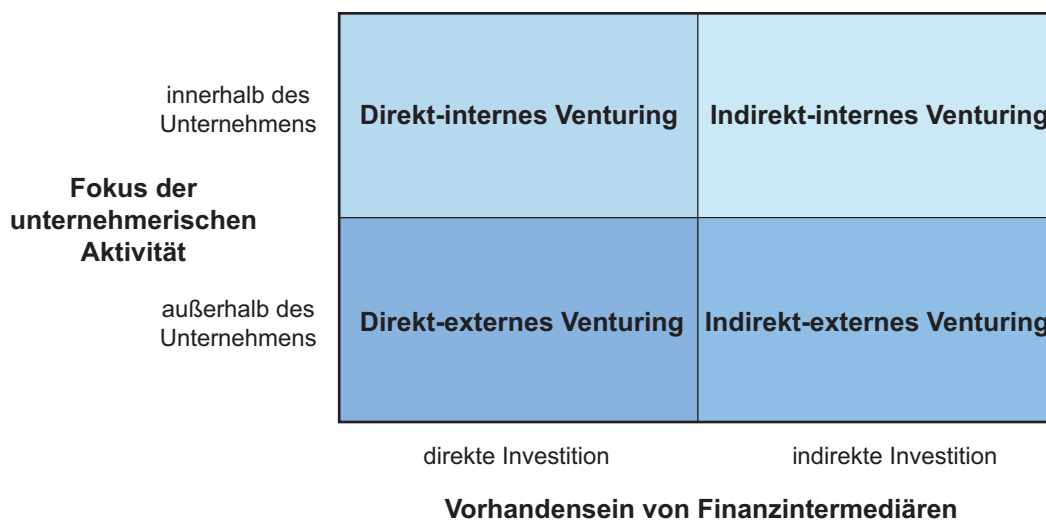 innerhalb des
Unternehmens
Direkt-internes Venturing
Indirekt-internes Venturing
Fokus der
unternehmerischen
Aktivität
außerhalb des
Unternehmens
Direkt-externes Venturing
Indirekt-externes Venturing
direkte Investition
indirekte Investition
Vorhandensein von Finanzintermediären